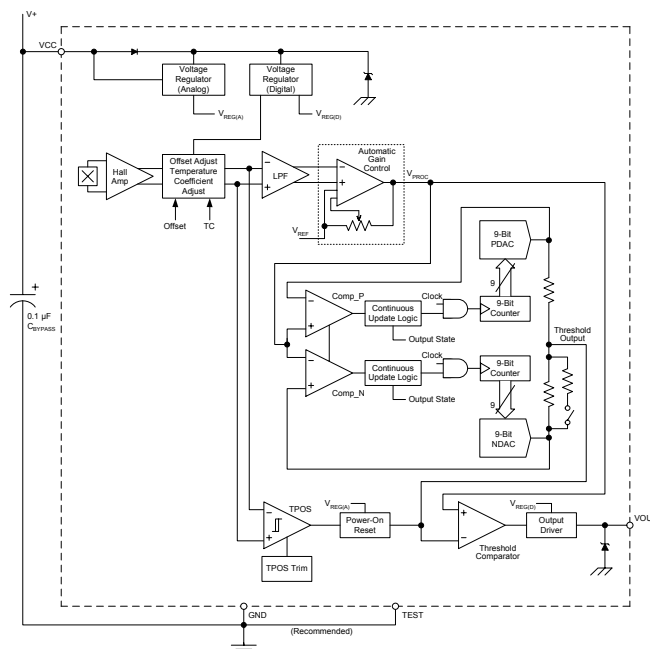 V+
VCC
Voltage
Regulator
(Analog)
Voltage
Regulator
(Digital)
VREG(A)
VREG(D)
Hall
Amp
Offset Adjust
Temperature
Coefficient
Adjust
Offset
TC
LPF
Automatic
Gain
Control
VPROC
VREF
9-Bit
PDAC
9
9-Bit
Counter
Clock
Comp_P
Continuous
Update Logic
Output State
Threshold
Output
Clock
Continuous
Update Logic
Comp_N
Output State
9-Bit
Counter
9
9-Bit
NDAC
+
0.1 µF
CBYPASS
TPOS
TPOS Trim
VREG(A)
Power-On
Reset
Threshold
Comparator
VREG(D)
Output
Driver
VOU
GND
TEST
(Recommended)